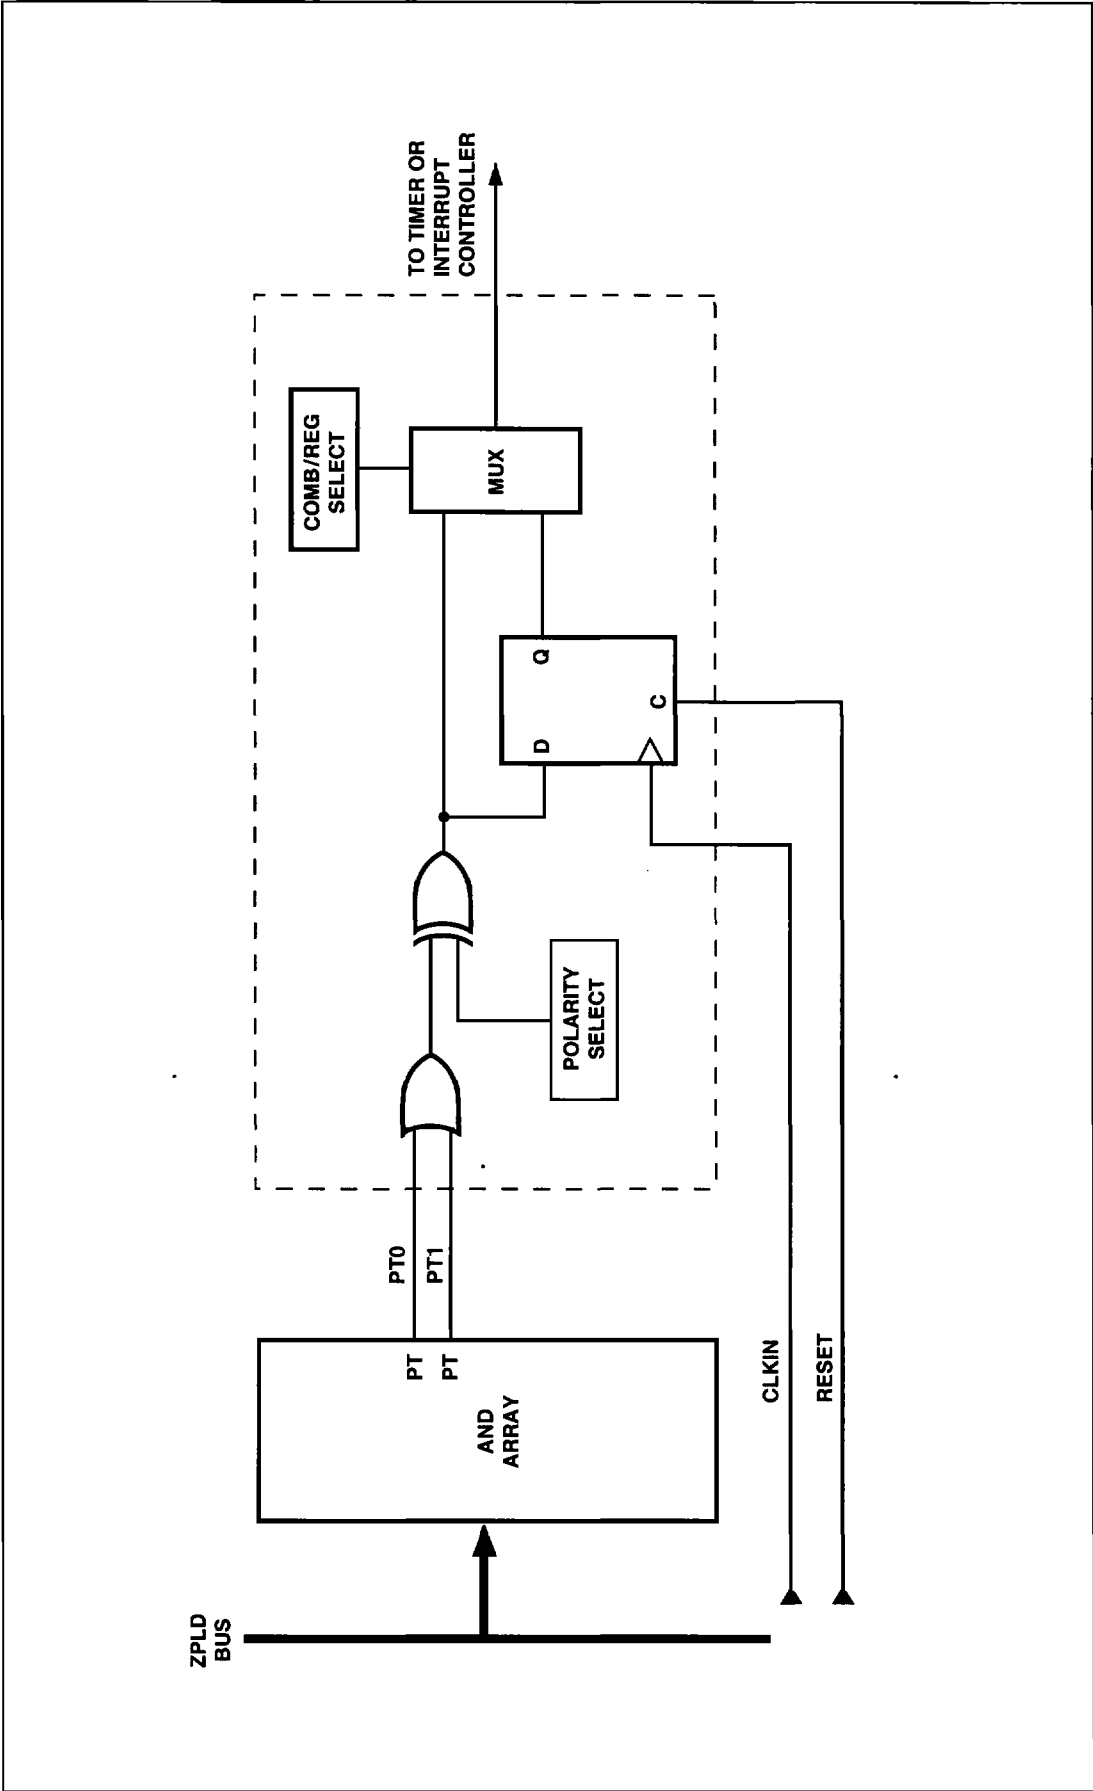 ZPLD
BUS
AND
ARRAY
PT
PT
PT0
PT1
CLKIN
RESET
POLARITY
SELECT
D
Q
C
COMB/REG
SELECT
MUX
TO TIMER OR
INTERRUPT
CONTROLLER